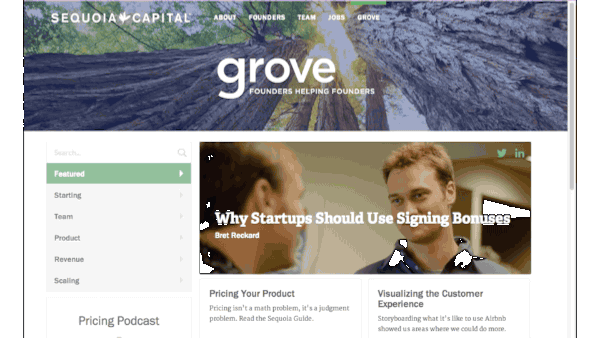 SEQUOIA CAPITAL
ABOUT FOUNDERS TEAM JOBS GROVE
grove
FOUNDERS HELPING FOUNDERS
Search...
Featured
Starting
Team
Product
Revenue
Scaling
Pricing Podcast
Why Startups Should Use Signing Bonuses
Bret Reckard
Pricing Your Product
Pricing isn't a math problem, it's a judgment
problem. Read the Sequoia Guide.
Visualizing the Customer
Experience
Storyboarding what it's like to use Airbnb
showed us areas where we could do more.